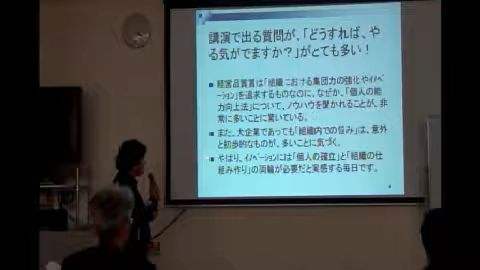 講演で出る質問が、「どうすれば、や
る気がでますか？」がとても多い！
経営品質賞は「組織における集団力の強化やイノベ
ーション」を追求するものなのに、なぜか、「個人の能
力向上法」について、ノウハウを聞かれることが、非
常に多いことに驚いている。
また、大企業であっても「組織内での悩み」は、意外
と初歩的なものが、多いことに気づく。
やはり、イノベーションには「個人の確立」と「組織の仕
組み作り」の両輪が必要だと実感する毎日です。